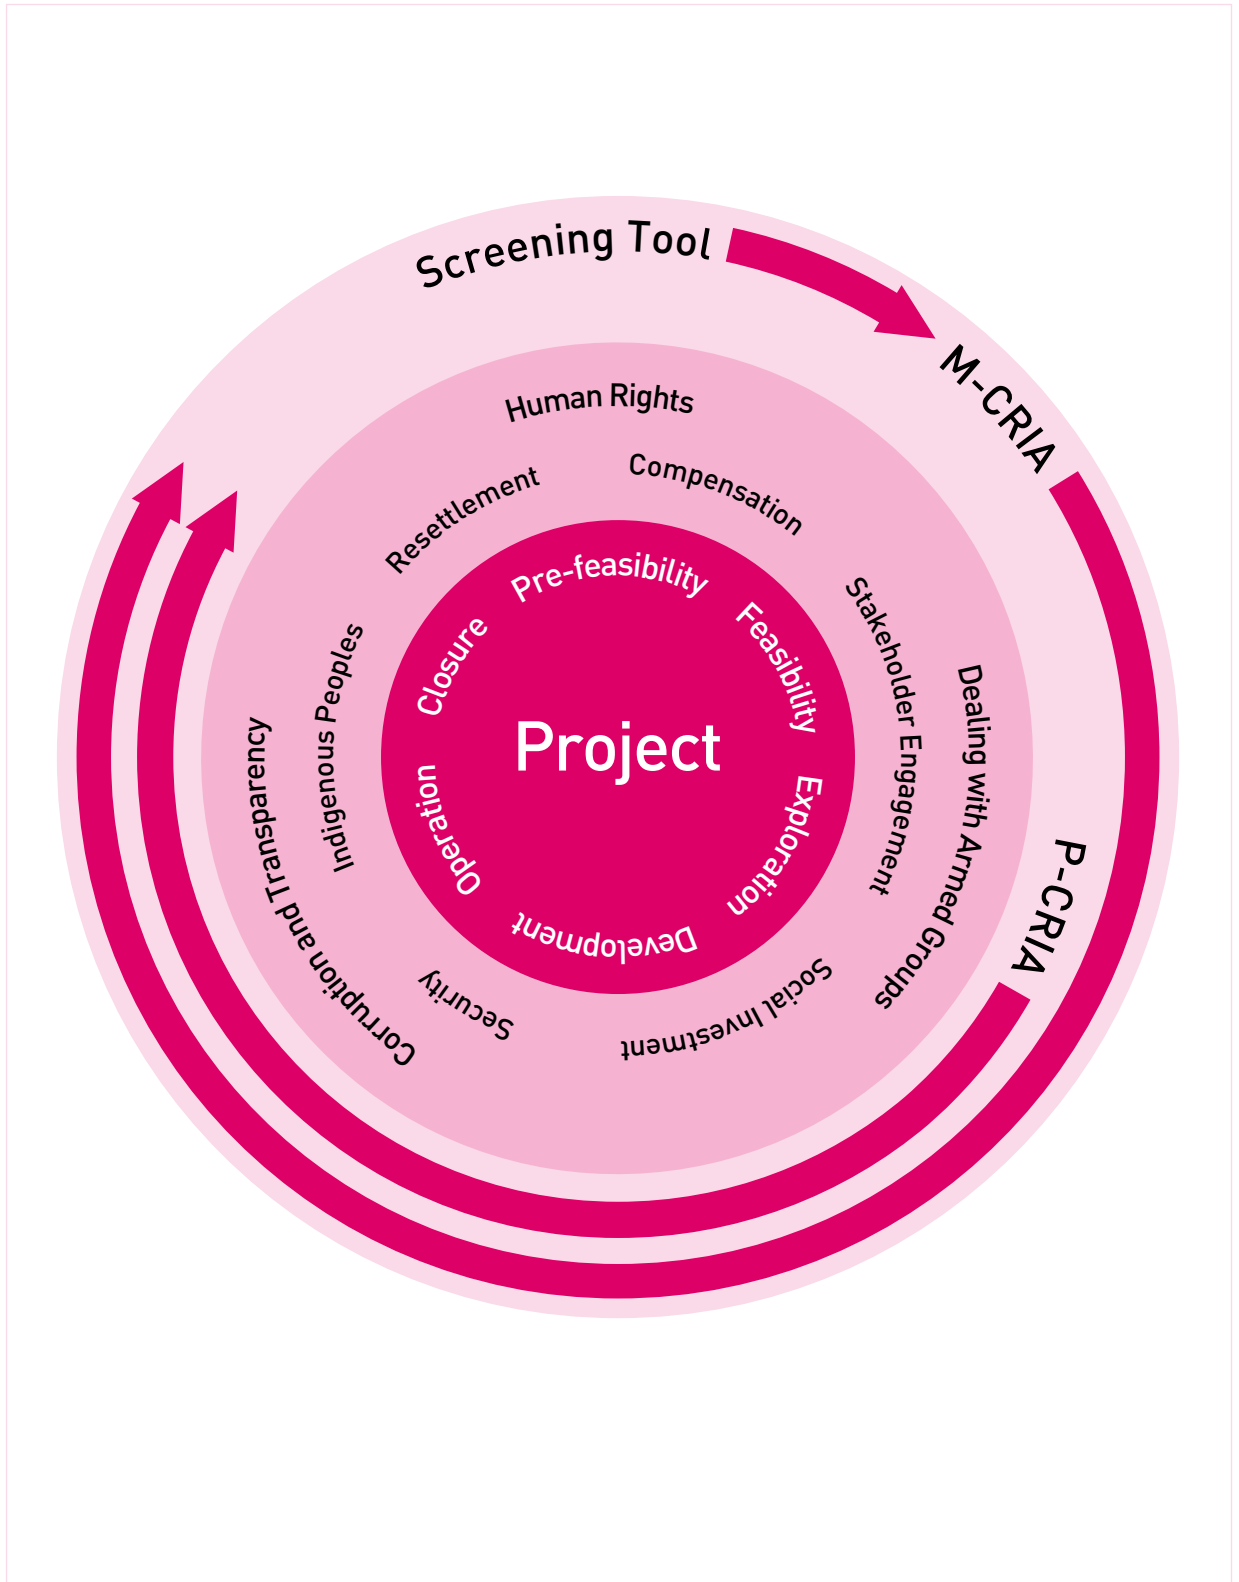 Screening Tool
M-CRIA
P-CRIA
Human Rights
Compensation
Resettlement
Stakeholder Engagement
Dealing with Armed Groups
Social Investment
Security
Corruption and Transparency
Indigenous Peoples
Pre-feasibility
Feasibility
Exploration
Development
Operation
Closure
Project